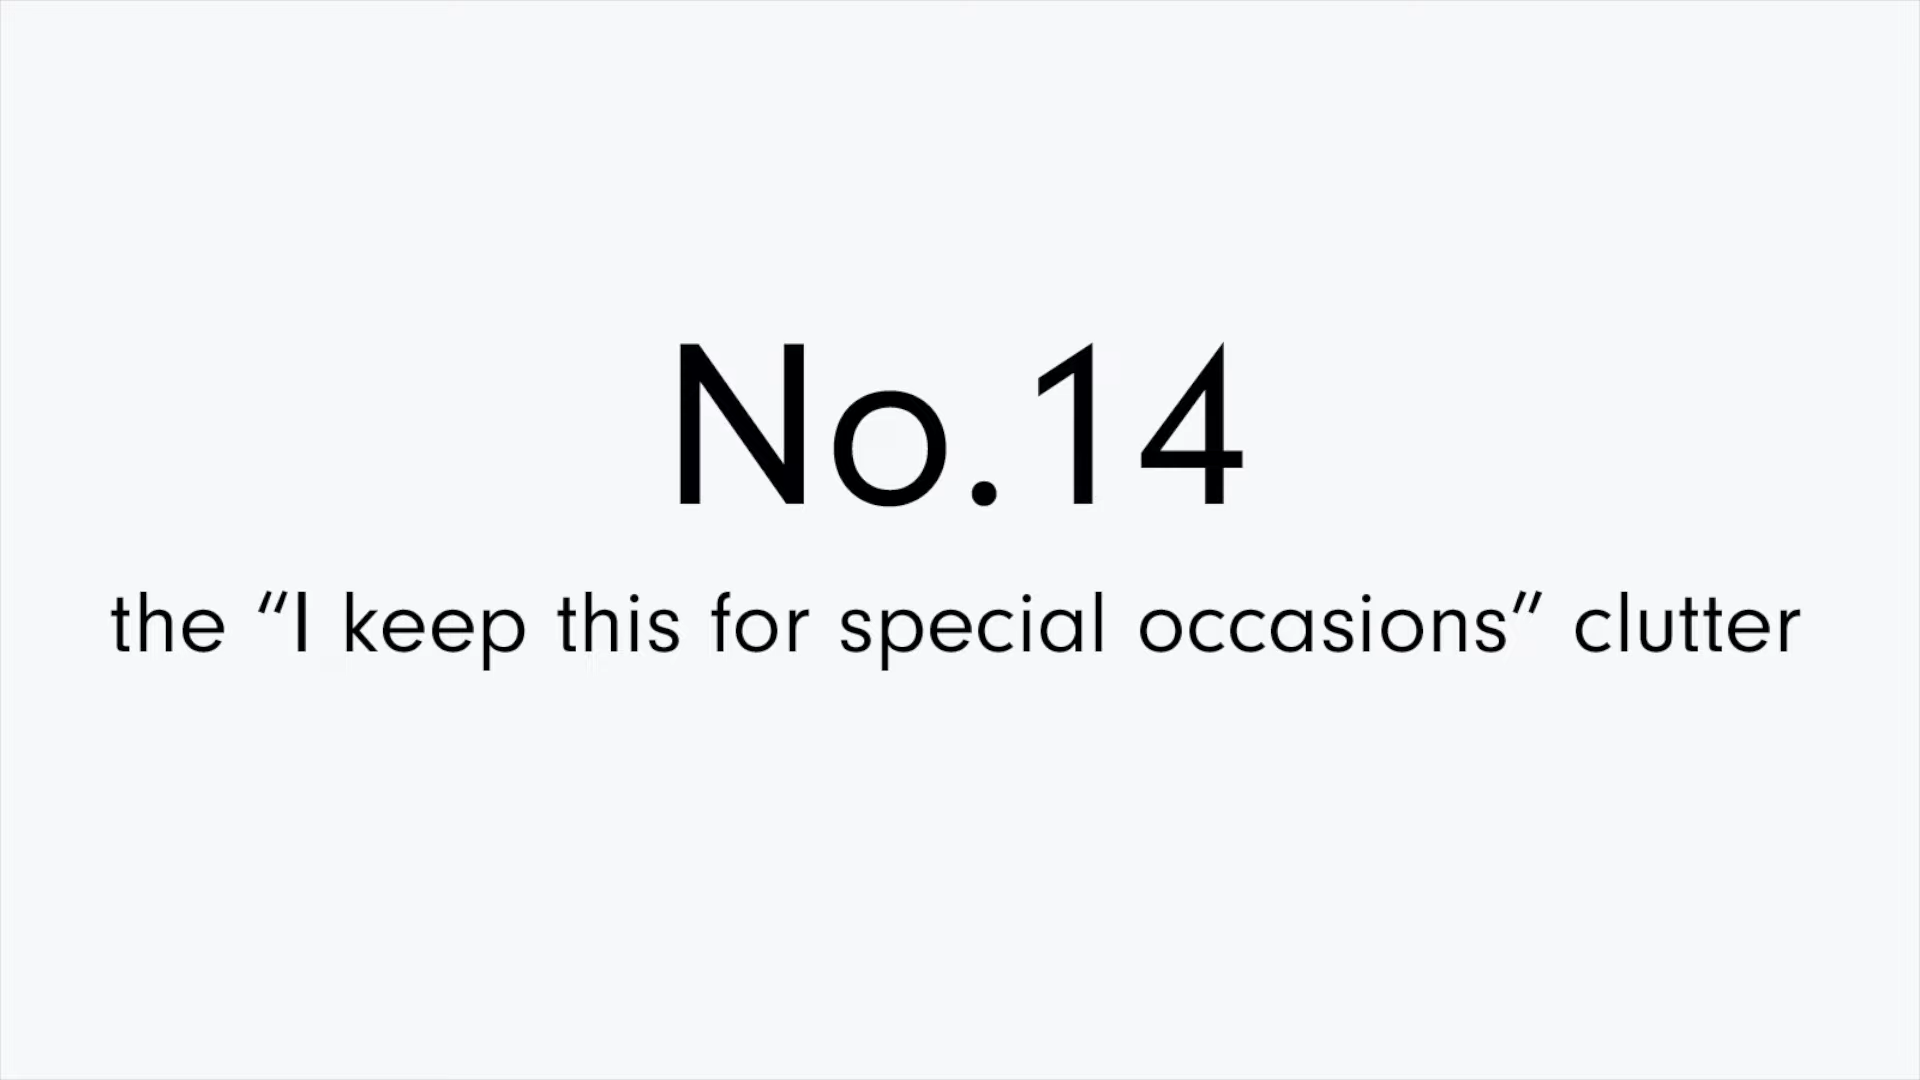 No.14
the “I keep this for special occasions” clutter